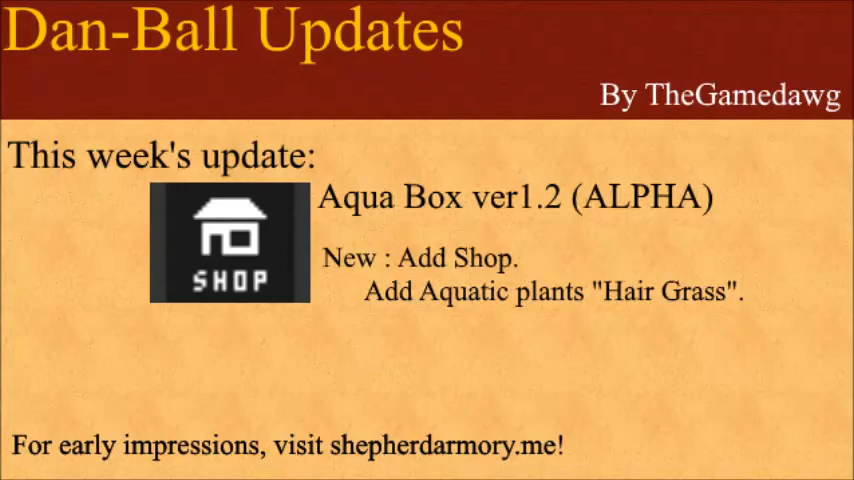 Dan-Ball Updates
By TheGamedawg
This week's update:
Aqua Box ver1.2 (ALPHA)
New : Add Shop.
Add Aquatic plants "Hair Grass".
SHOP
For early impressions, visit shepherdarmory.me!